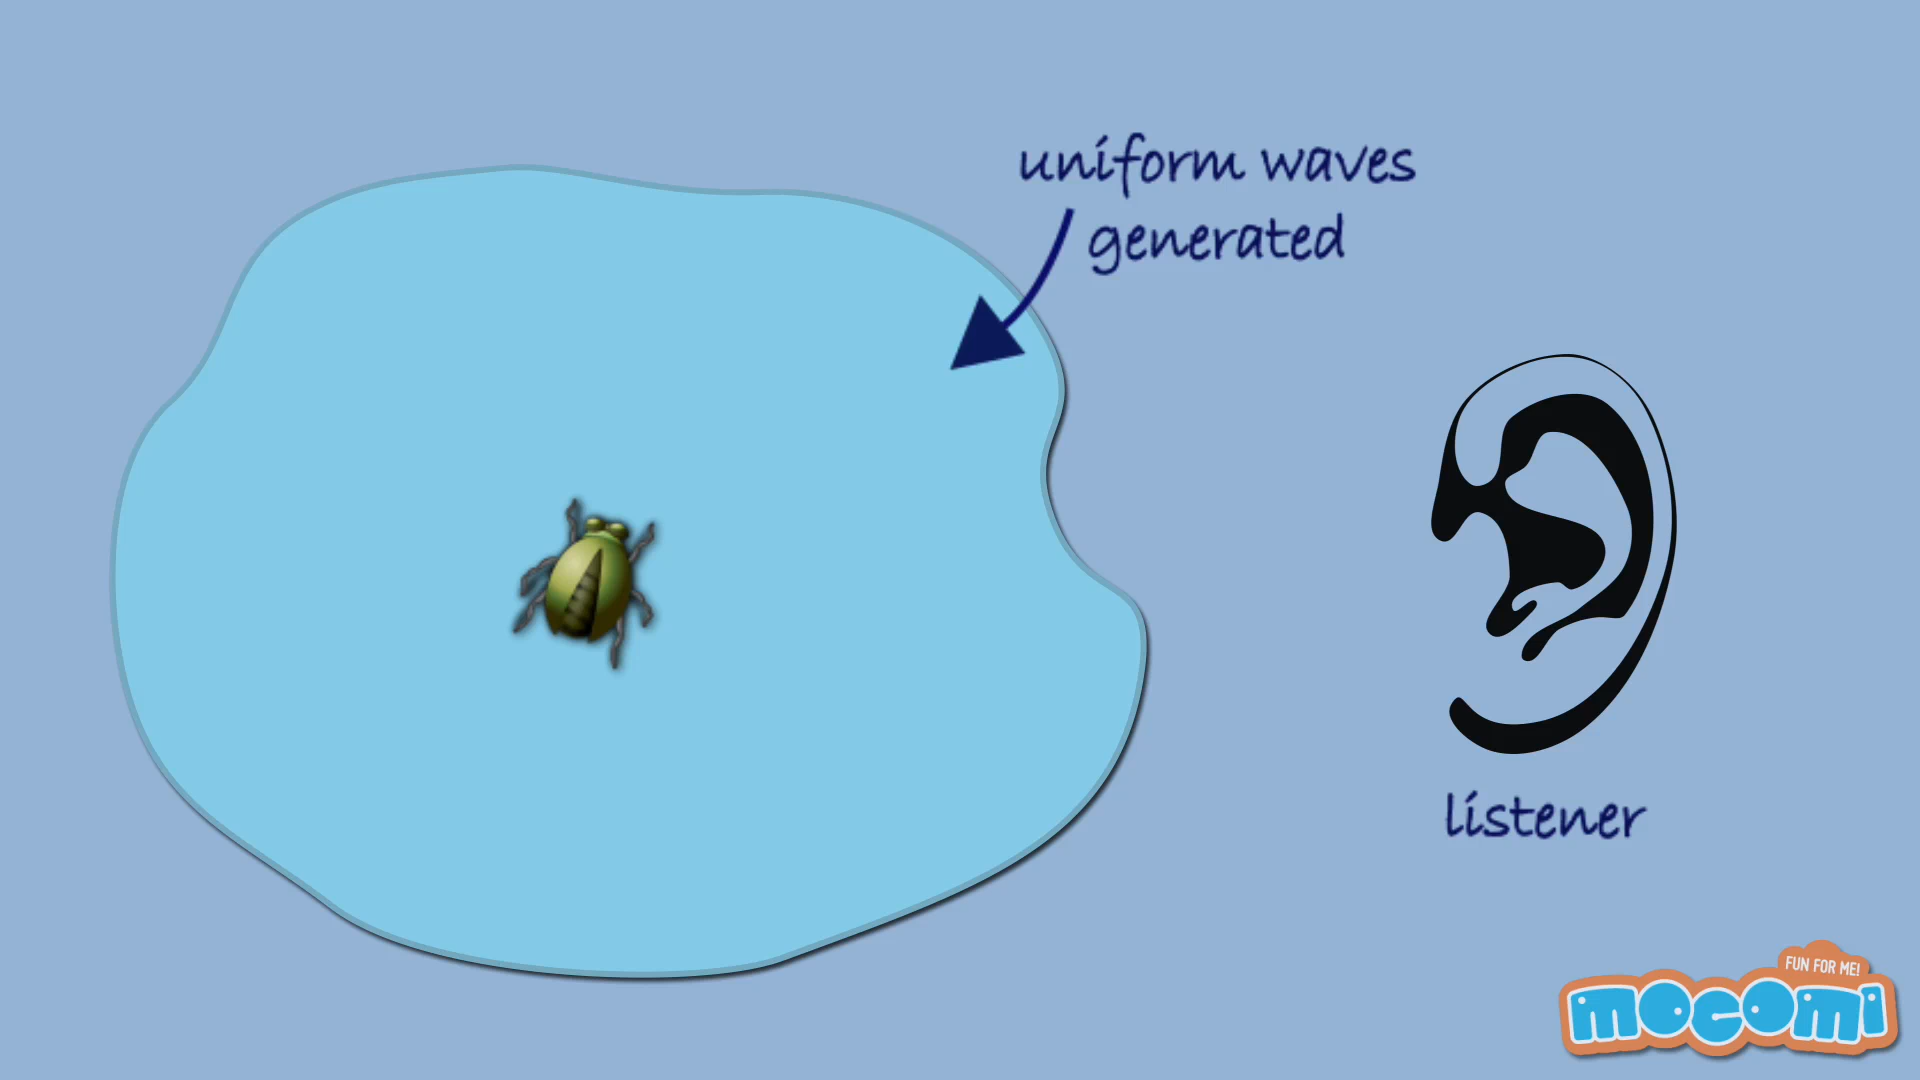 uniform waves
generated
listener
FUN FOR ME!
mocomi